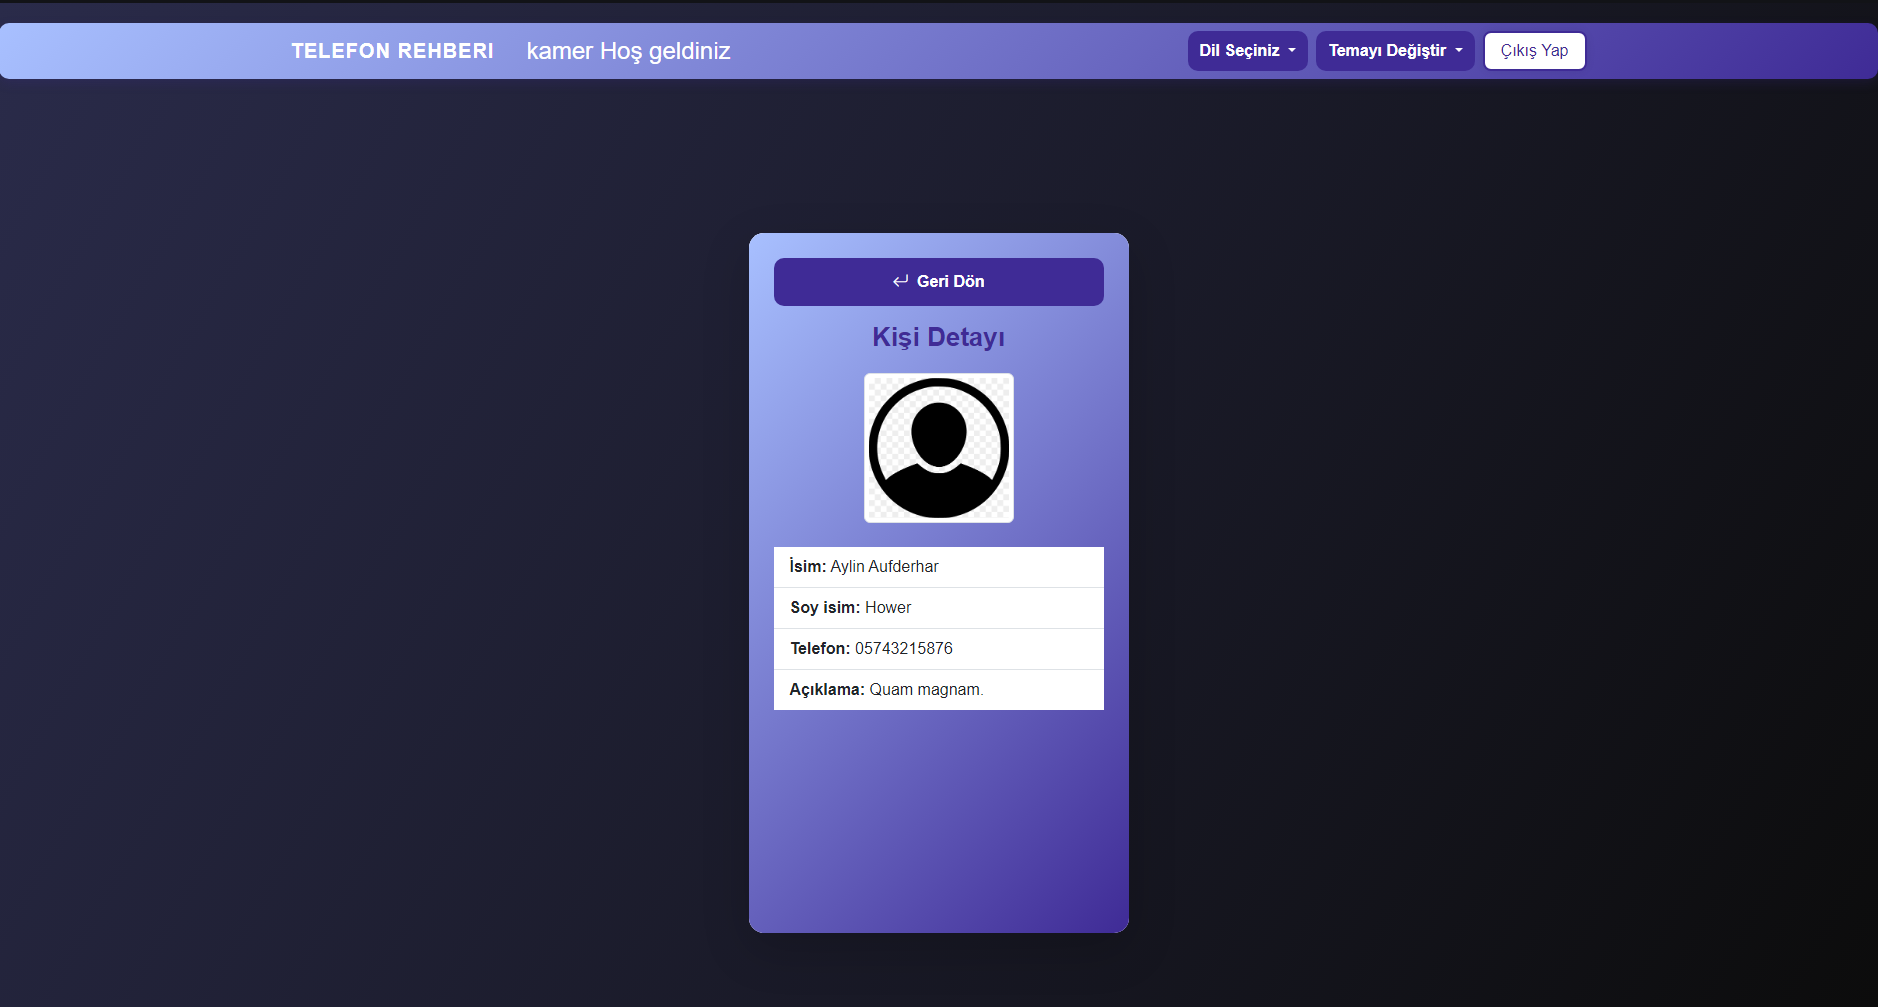 TELEFON REHBERI
kamer Hoş geldiniz
Dil Seçiniz
Temayı Değiştir
Çıkış Yap
Geri Dön
Kişi Detayı
İsim: Aylin Aufderhar
Soy isim: Hower
Telefon: 05743215876
Açıklama: Quam magnam.